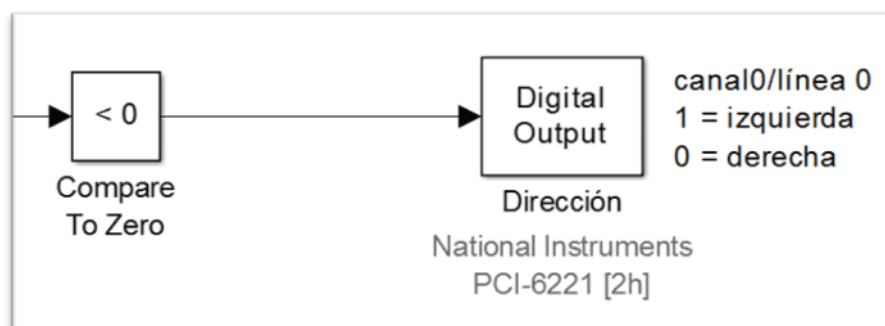 < 0
Compare
To Zero
Digital
Output
Dirección
National Instruments
PCI-6221 [2h]
canal0/línea 0
1 = izquierda
0 = derecha